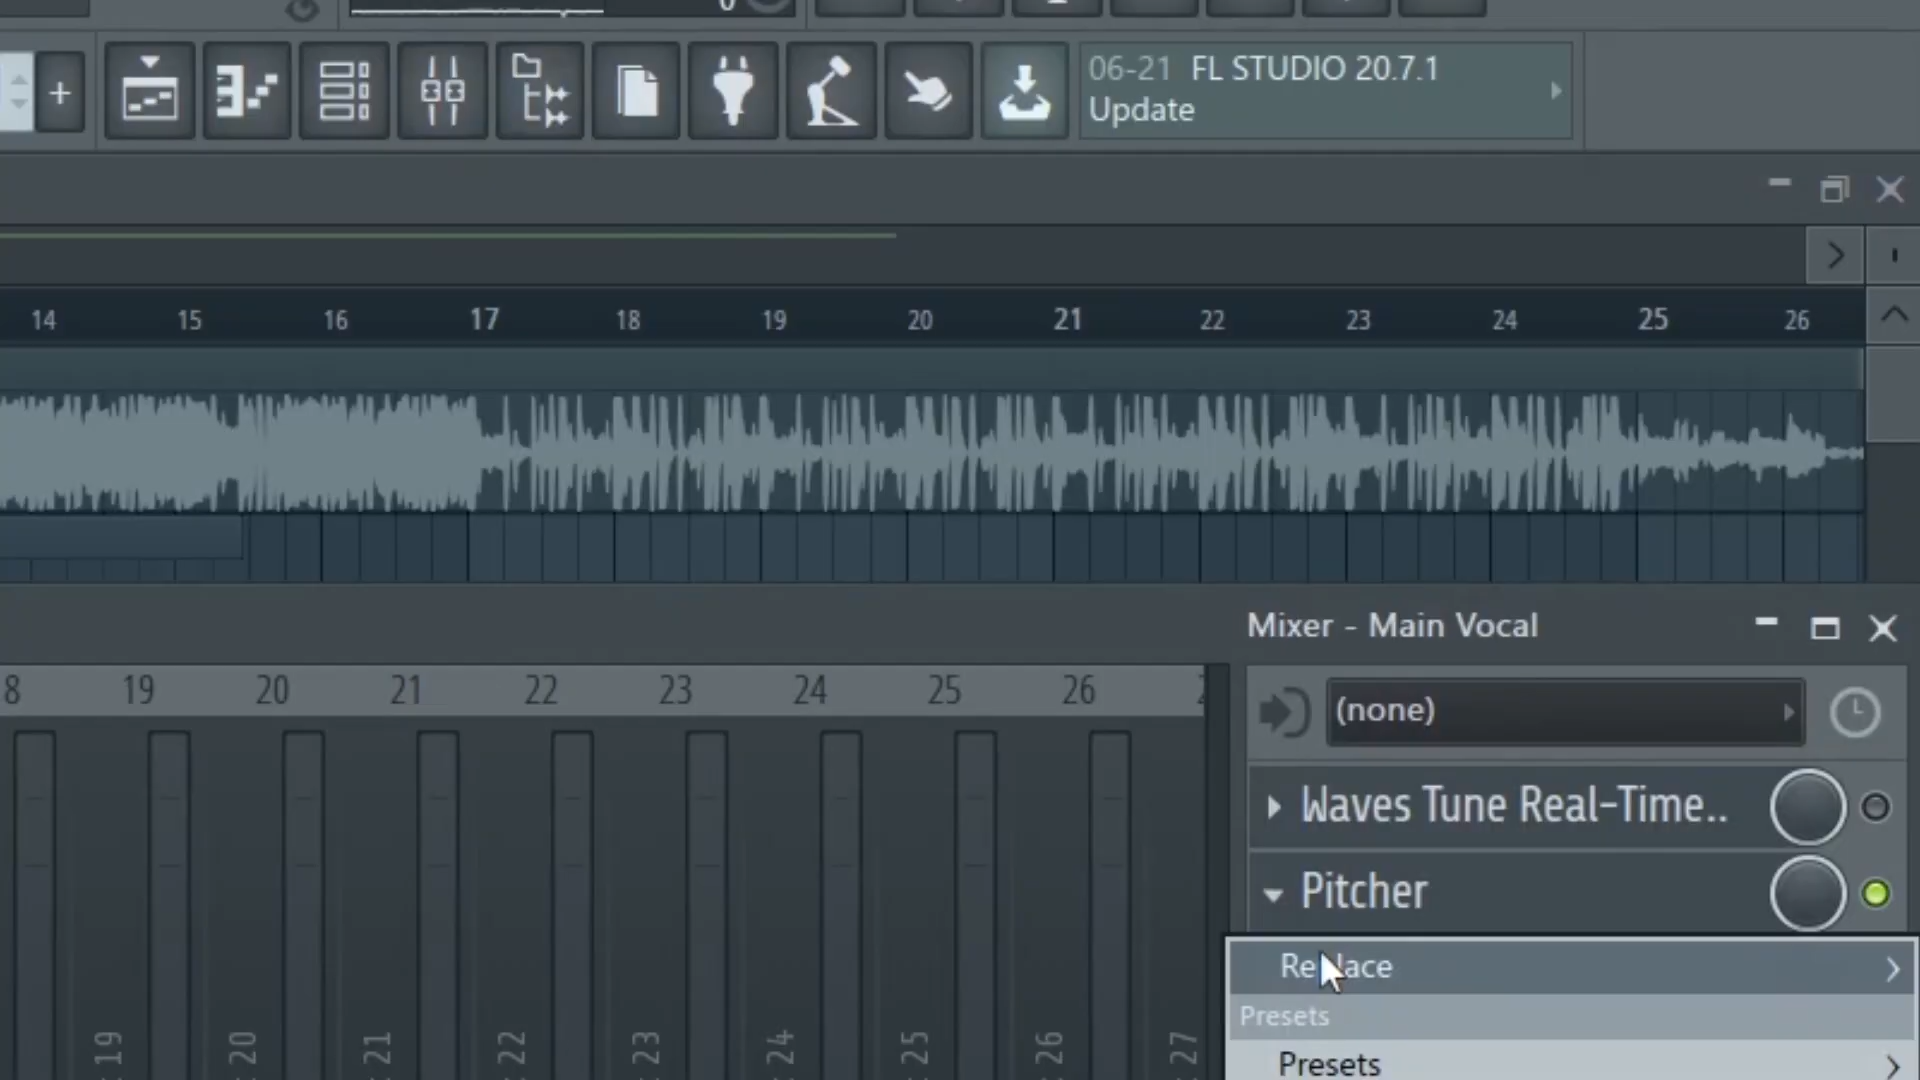 0
+
06-21 FL STUDIO 20.7.1
Update
14 15 16 17 18 19 20 21 22 23 24 25 26
Mixer - Main Vocal
8 19 20 21 22 23 24 25 26
(none)
Waves Tune Real-Time..
Pitcher
Replace
Presets
Presets
19 20 21 22 23 24 25 26 27